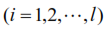 (i = 1,2,⋯,l)